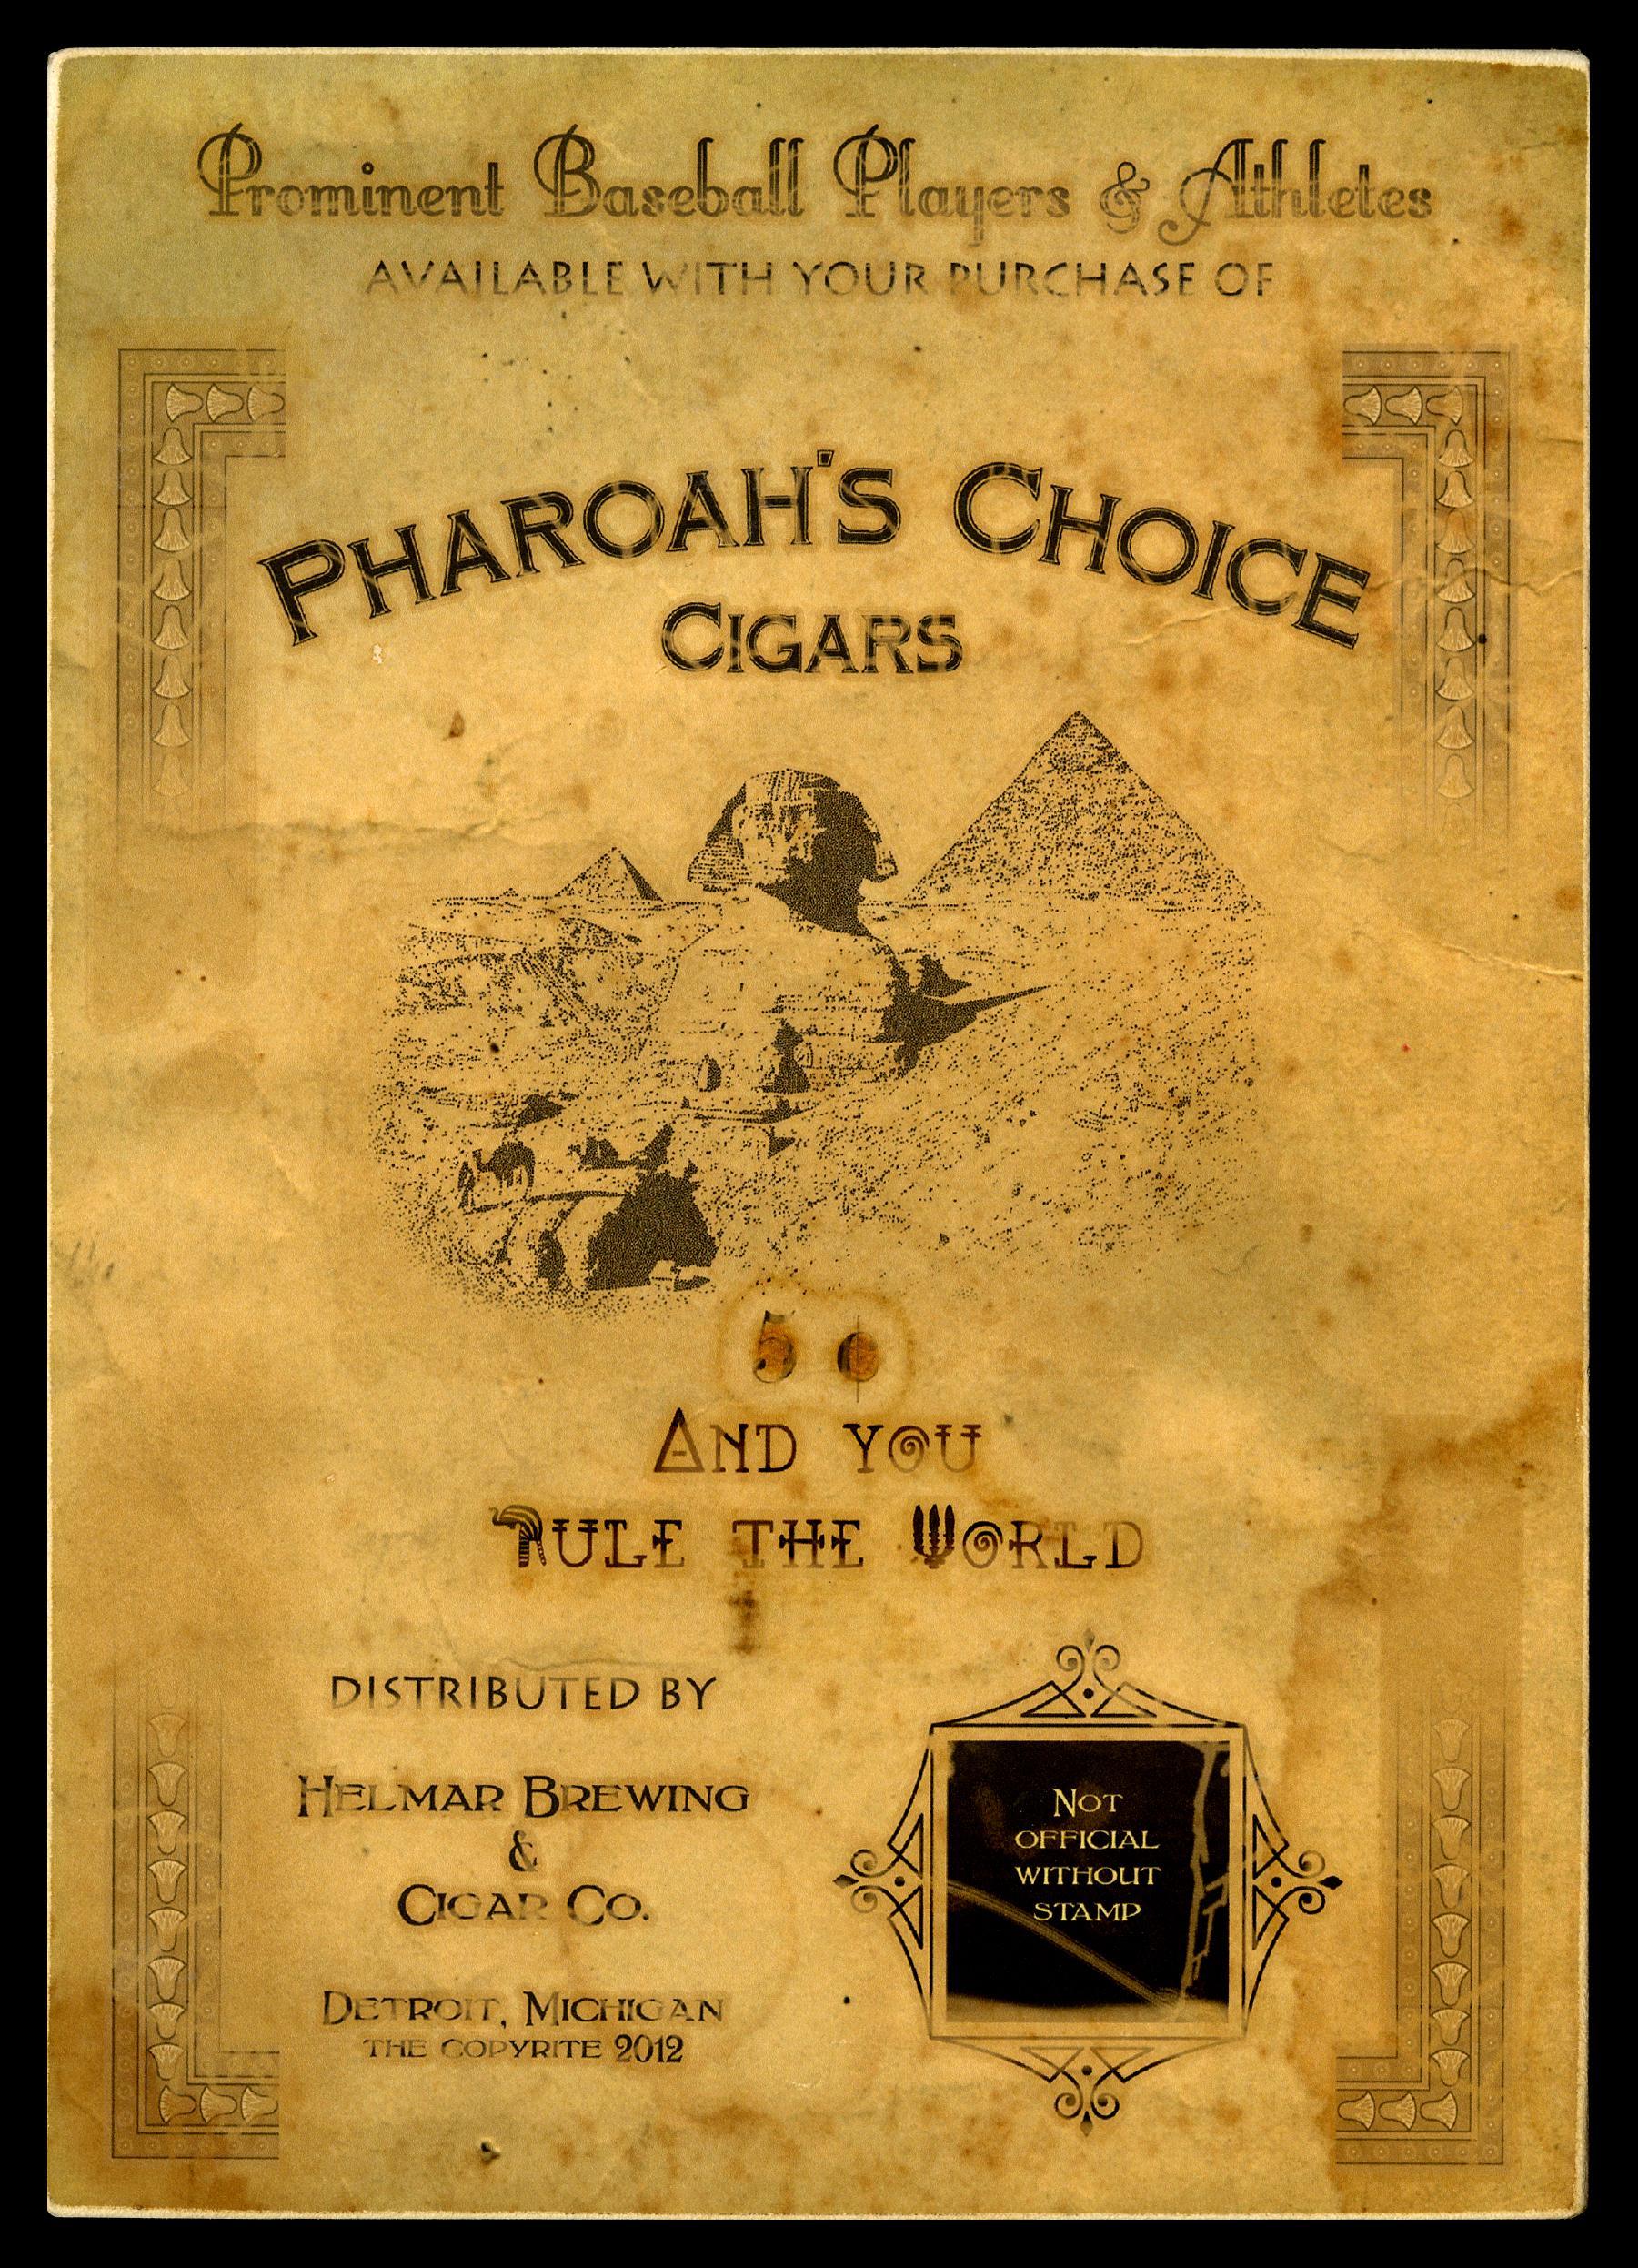 Prominent Baseball Players & Athletes
AVAILABLE WITH YOUR PURCHASE OF
PHAROAH'S CHOICE
CIGARS
5 ¢
AND YOU
RULE THE WORLD
DISTRIBUTED BY
HELMAR BREWING
&
CIGAR CO.
DETROIT, MICHIGAN
THE COPYRITE 2012
NOT
OFFICIAL
WITHOUT
STAMP